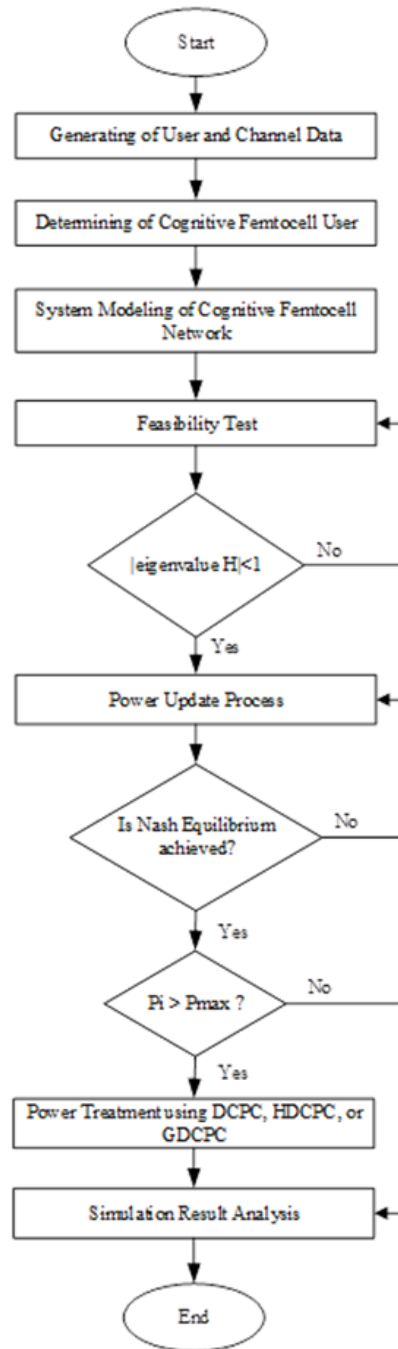 Start
Generating of User and Channel Data
Determining of Cognitive Femtocell User
System Modeling of Cognitive Femtocell
Network
Feasibility Test
|eigenvalue H|<1
No
Yes
Power Update Process
Is Nash Equilibrium
achieved?
No
Yes
Pi > Pmax ?
No
Yes
Power Treatment using DCPC, HDCPC, or
GDCPC
Simulation Result Analysis
End